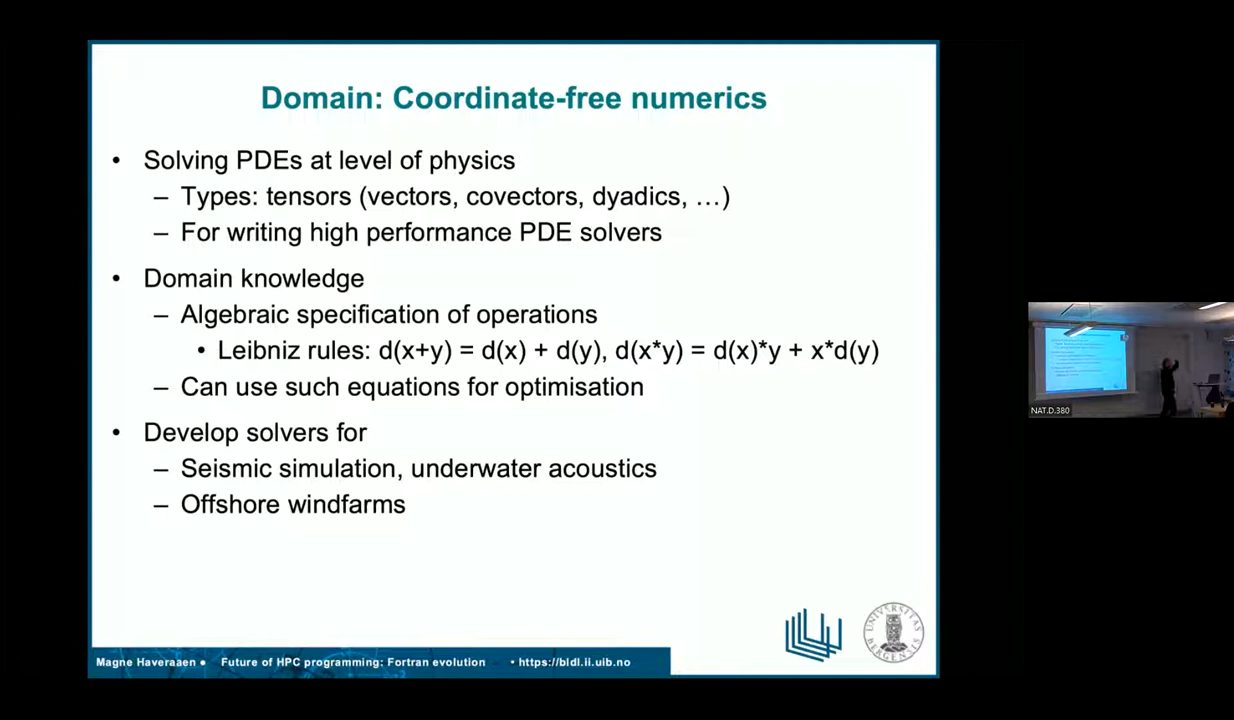 Domain: Coordinate-free numerics
• Solving PDEs at level of physics
– Types: tensors (vectors, covectors, dyadics, …)
– For writing high performance PDE solvers
• Domain knowledge
– Algebraic specification of operations
• Leibniz rules: d(x+y) = d(x) + d(y), d(x*y) = d(x)*y + x*d(y)
– Can use such equations for optimisation
• Develop solvers for
– Seismic simulation, underwater acoustics
– Offshore windfarms
UNIVERSITAS BERGENSIS
Magne Haveraaen ● Future of HPC programming: Fortran evolution • https://bldl.ii.uib.no
NAT.D.380